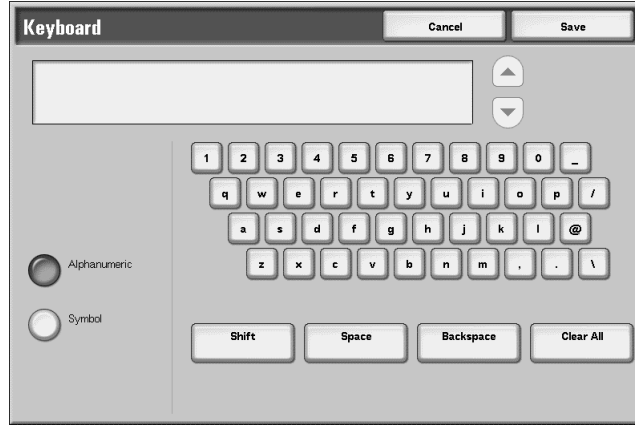 Keyboard Cancel Save
1 2 3 4 5 6 7 8 9 0 _
q w e r t y u i o p /
a s d f g h j k l @
z x c v b n m , . \
Alphanumeric
Symbol
Shift Space Backspace Clear All